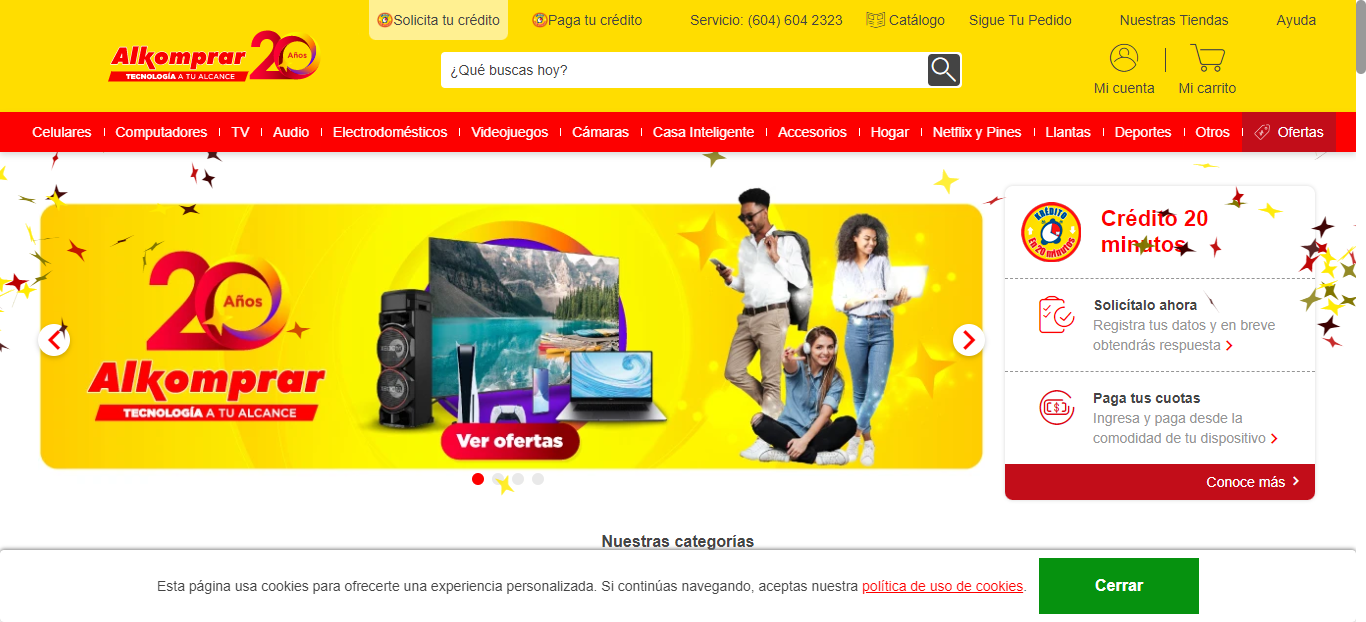 Solicita tu crédito
Paga tu crédito
Servicio: (604) 604 2323
Catálogo
Sigue Tu Pedido
Nuestras Tiendas
Ayuda
Alkomprar
20 Años
TECNOLOGÍA A TU ALCANCE
¿Qué buscas hoy?
Mi cuenta
Mi carrito
Celulares
Computadores
TV
Audio
Electrodomésticos
Videojuegos
Cámaras
Casa Inteligente
Accesorios
Hogar
Netflix y Pines
Llantas
Deportes
Otros
Ofertas
20 Años
Alkomprar
TECNOLOGÍA A TU ALCANCE
Ver ofertas
KRÉDITO
En 20 minutos
Crédito 20
minutos
Solicítalo ahora
Registra tus datos y en breve
obtendrás respuesta
Paga tus cuotas
Ingresa y paga desde la
comodidad de tu dispositivo
Conoce más
Nuestras categorías
Esta página usa cookies para ofrecerte una experiencia personalizada. Si continúas navegando, aceptas nuestra política de uso de cookies.
Cerrar